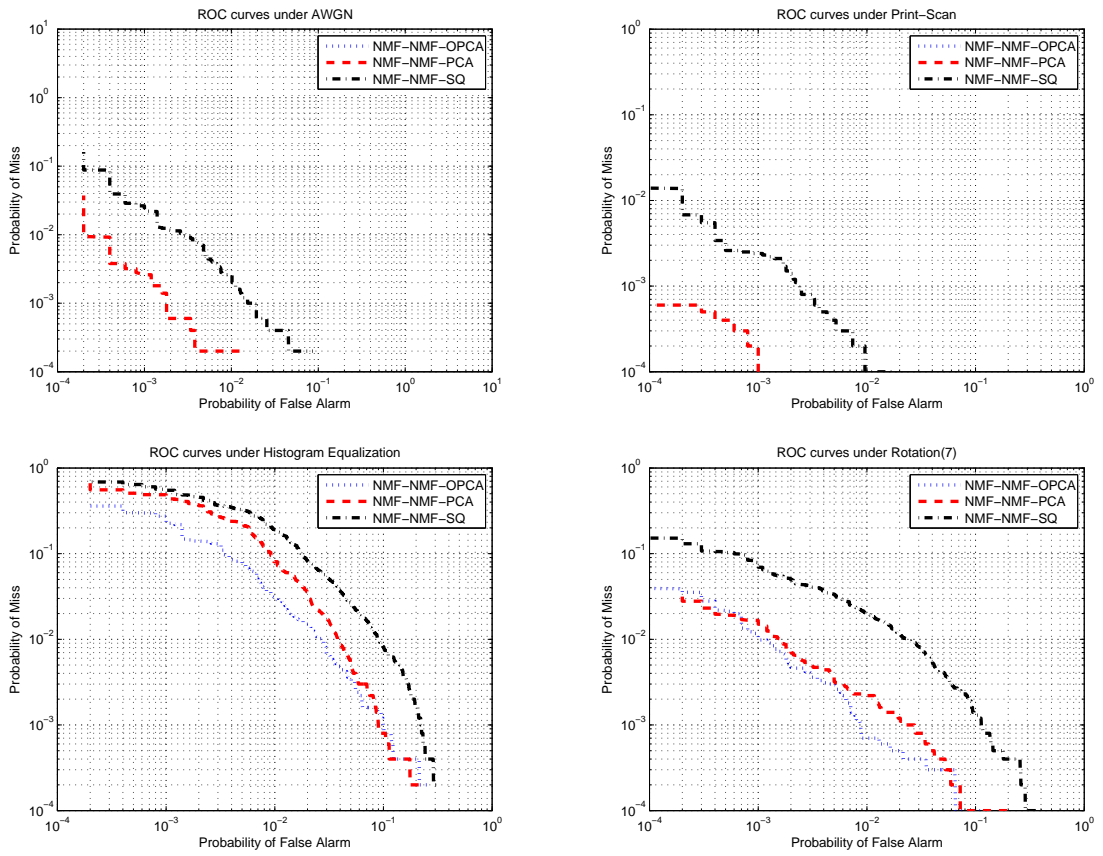 ROC curves under AWGN
NMF−NMF−OPCA
NMF−NMF−PCA
NMF−NMF−SQ
Probability of Miss
10^1
10^0
10^−1
10^−2
10^−3
10^−4
10^−4 10^−3 10^−2 10^−1 10^0 10^1
Probability of False Alarm
ROC curves under Print−Scan
NMF−NMF−OPCA
NMF−NMF−PCA
NMF−NMF−SQ
Probability of Miss
10^0
10^−1
10^−2
10^−3
10^−4
10^−4 10^−3 10^−2 10^−1 10^0
Probability of False Alarm
ROC curves under Histogram Equalization
NMF−NMF−OPCA
NMF−NMF−PCA
NMF−NMF−SQ
Probability of Miss
10^0
10^−1
10^−2
10^−3
10^−4
10^−4 10^−3 10^−2 10^−1 10^0
Probability of False Alarm
ROC curves under Rotation(7)
NMF−NMF−OPCA
NMF−NMF−PCA
NMF−NMF−SQ
Probability of Miss
10^0
10^−1
10^−2
10^−3
10^−4
10^−4 10^−3 10^−2 10^−1 10^0
Probability of False Alarm